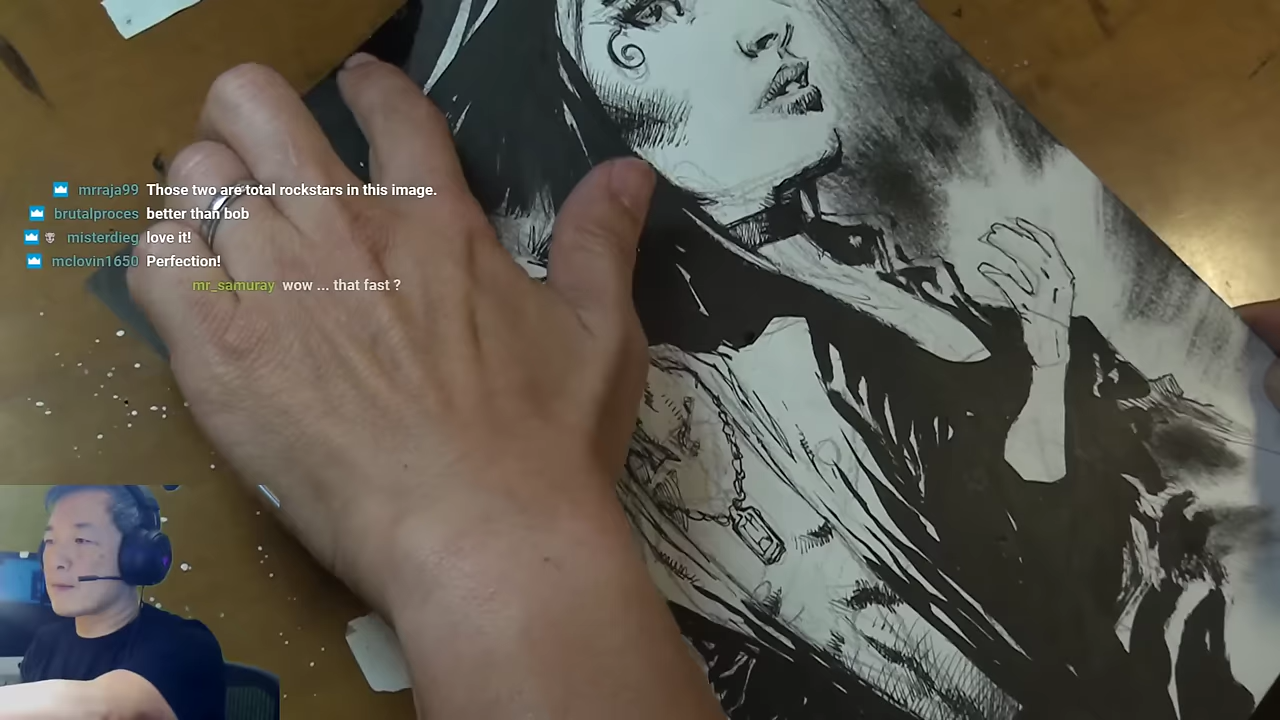 mrraja99 Those two are total rockstars in this image.
brutalproces better than bob
misterdieg love it!
mclovin1650 Perfection!
mr_samuray wow ... that fast ?